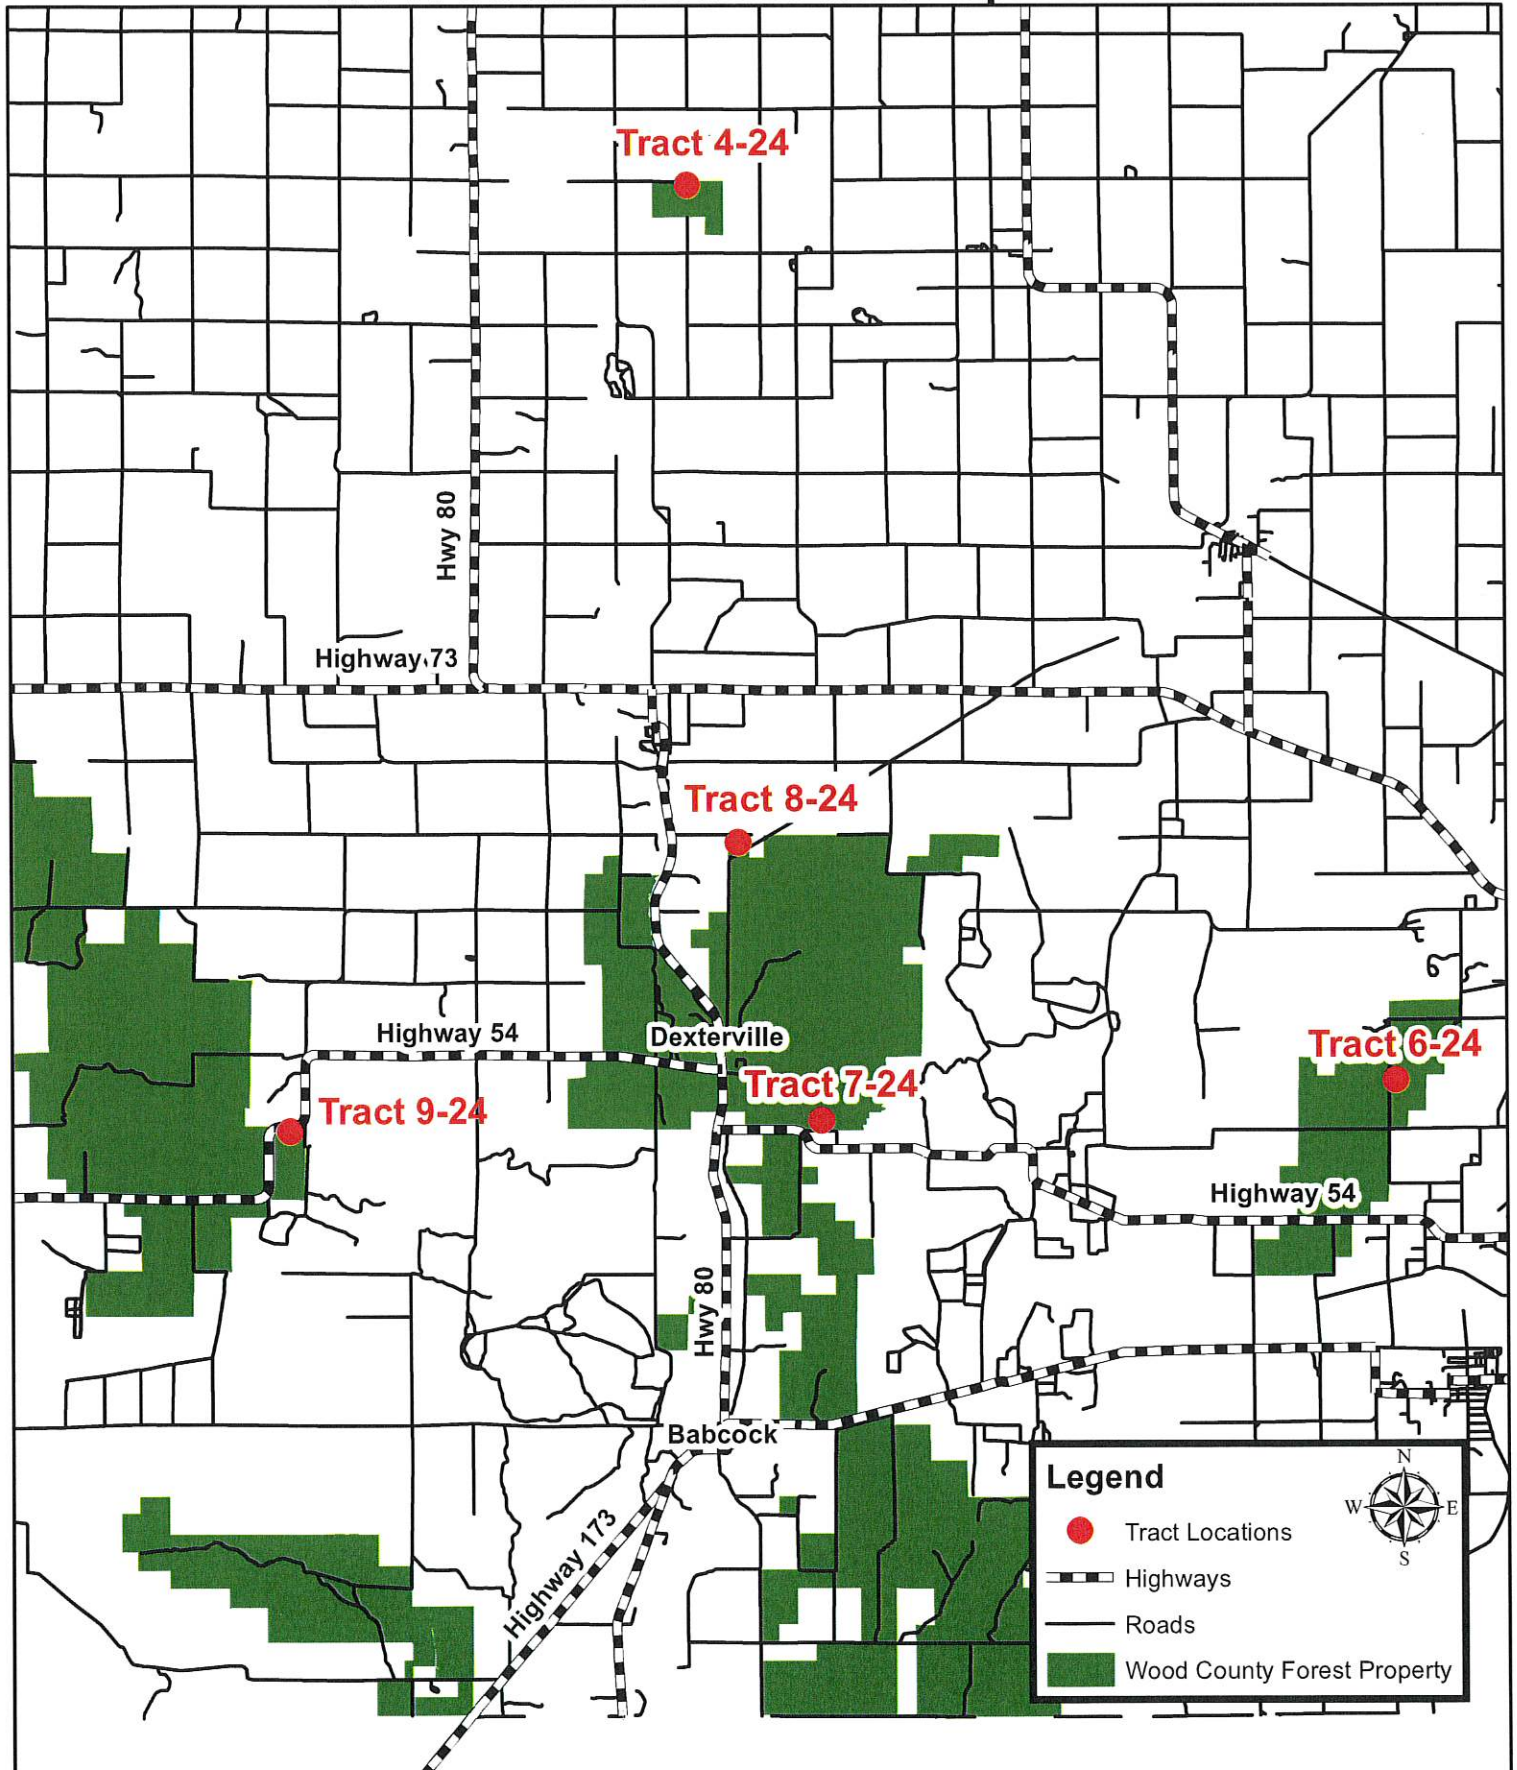 Tract 4-24
Hwy 80
Highway 73
Tract 8-24
Highway 54
Dexterville
Tract 6-24
Tract 7-24
Tract 9-24
Highway 54
Hwy 80
Babcock
Highway 173
Legend
N
W
E
S
Tract Locations
Highways
Roads
Wood County Forest Property